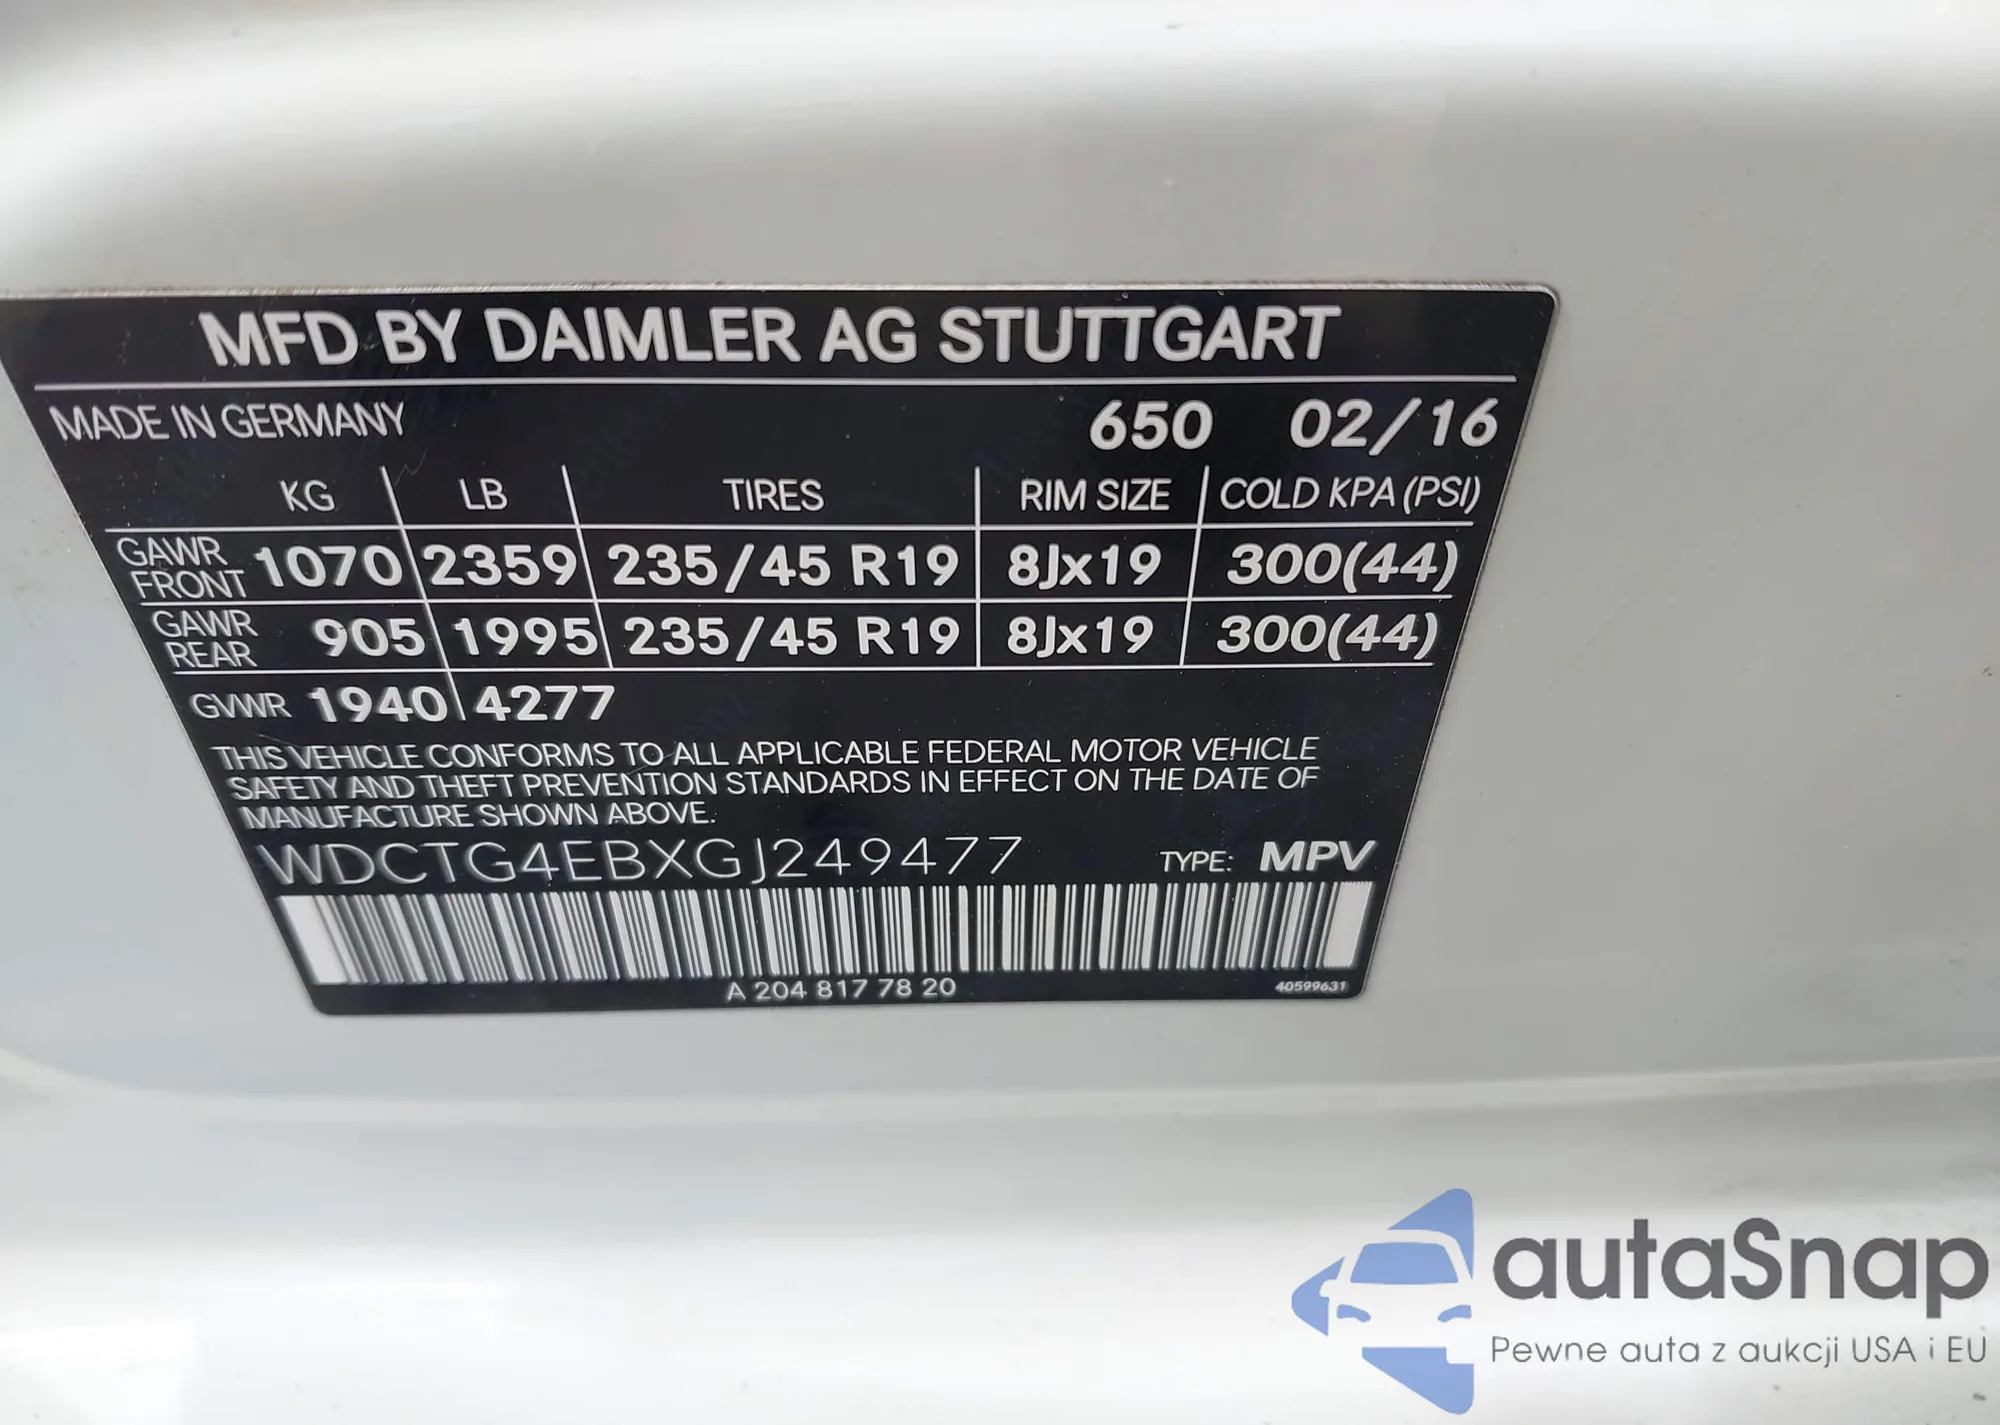 MFD BY DAIMLER AG STUTTGART
MADE IN GERMANY 650 02/16
KG LB TIRES RIM SIZE COLD KPA (PSI)
GAWR FRONT 1070 2359 235/45 R19 8Jx19 300(44)
GAWR REAR 905 1995 235/45 R19 8Jx19 300(44)
GVWR 1940 4277
THIS VEHICLE CONFORMS TO ALL APPLICABLE FEDERAL MOTOR VEHICLE
SAFETY AND THEFT PREVENTION STANDARDS IN EFFECT ON THE DATE OF
MANUFACTURE SHOWN ABOVE.
WDCTG4EBXGJ249477 TYPE: MPV
A 204 817 78 20 40599631
autaSnap
Pewne auta z aukcji USA i EU